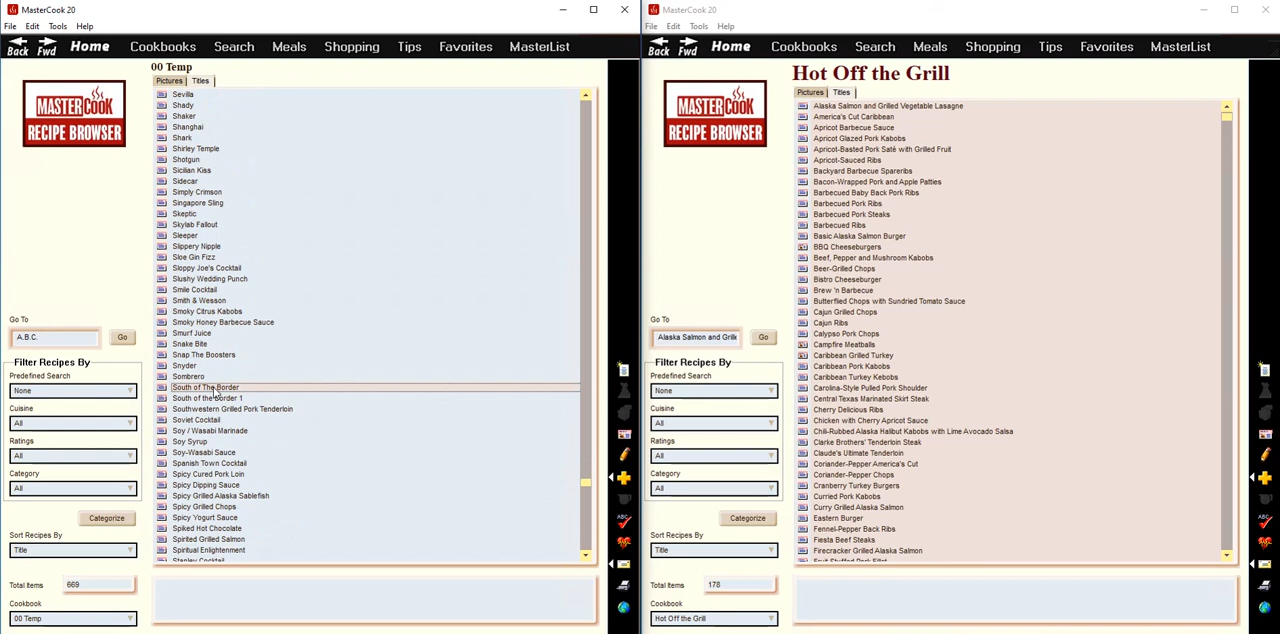 MasterCook 20
File Edit Tools Help
Back Fwd Home Cookbooks Search Meals Shopping Tips Favorites MasterList
MASTER COOK
RECIPE BROWSER
00 Temp
Pictures Titles
Sevilla
Shady
Shaker
Shanghai
Shark
Shirley Temple
Shotgun
Sicilian Kiss
Sidecar
Simply Crimson
Singapore Sling
Skeptic
Skylab Fallout
Sleeper
Slippery Nipple
Sloe Gin Fizz
Sloppy Joe's Cocktail
Slushy Wedding Punch
Smile Cocktail
Smith & Wesson
Smoky Citrus Kabobs
Smoky Honey Barbecue Sauce
Smurf Juice
Snake Bite
Snap The Boosters
Snyder
Sombrero
South of The Border
South of the Border 1
Southwestern Grilled Pork Tenderloin
Soviet Cocktail
Soy / Wasabi Marinade
Soy Syrup
Soy-Wasabi Sauce
Spanish Town Cocktail
Spicy Cured Pork Loin
Spicy Dipping Sauce
Spicy Grilled Alaska Sablefish
Spicy Grilled Chops
Spicy Yogurt Sauce
Spiked Hot Chocolate
Spirited Grilled Salmon
Spiritual Enlightenment
Stanley Cocktail
Go To
A.B.C.
Go
Filter Recipes By
Predefined Search
None
Cuisine
All
Ratings
All
Category
All
Categorize
Sort Recipes By
Title
Total Items 669
Cookbook
00 Temp
ABC
MasterCook 20
File Edit Tools Help
Back Fwd Home Cookbooks Search Meals Shopping Tips Favorites MasterList
MASTER COOK
RECIPE BROWSER
Hot Off the Grill
Pictures Titles
Alaska Salmon and Grilled Vegetable Lasagne
America's Cut Caribbean
Apricot Barbecue Sauce
Apricot Glazed Pork Kabobs
Apricot-Basted Pork Saté with Grilled Fruit
Apricot-Sauced Ribs
Backyard Barbecue Spareribs
Bacon-Wrapped Pork and Apple Patties
Barbecued Baby Back Pork Ribs
Barbecued Pork Ribs
Barbecued Pork Steaks
Barbecued Ribs
Basic Alaska Salmon Burger
BBQ Cheeseburgers
Beef, Pepper and Mushroom Kabobs
Beer-Grilled Chops
Bistro Cheeseburger
Brew 'n Barbecue
Butterflied Chops with Sundried Tomato Sauce
Cajun Grilled Chops
Cajun Ribs
Calypso Pork Chops
Campfire Meatballs
Caribbean Grilled Turkey
Caribbean Pork Kabobs
Caribbean Turkey Kebobs
Carolina-Style Pulled Pork Shoulder
Central Texas Marinated Skirt Steak
Cherry Delicious Ribs
Chicken with Cherry Apricot Sauce
Chili-Rubbed Alaska Halibut Kabobs with Lime Avocado Salsa
Clarke Brothers' Tenderloin Steak
Claude's Ultimate Tenderloin
Coriander-Pepper America's Cut
Coriander-Pepper Chops
Cranberry Turkey Burgers
Curried Pork Kabobs
Curry Grilled Alaska Salmon
Eastern Burger
Fennel-Pepper Back Ribs
Fiesta Beef Steaks
Firecracker Grilled Alaska Salmon
Fruit-Stuffed Pork Fillet
Go To
Alaska Salmon and Grille
Go
Filter Recipes By
Predefined Search
None
Cuisine
All
Ratings
All
Category
All
Categorize
Sort Recipes By
Title
Total Items 178
Cookbook
Hot Off the Grill
ABC